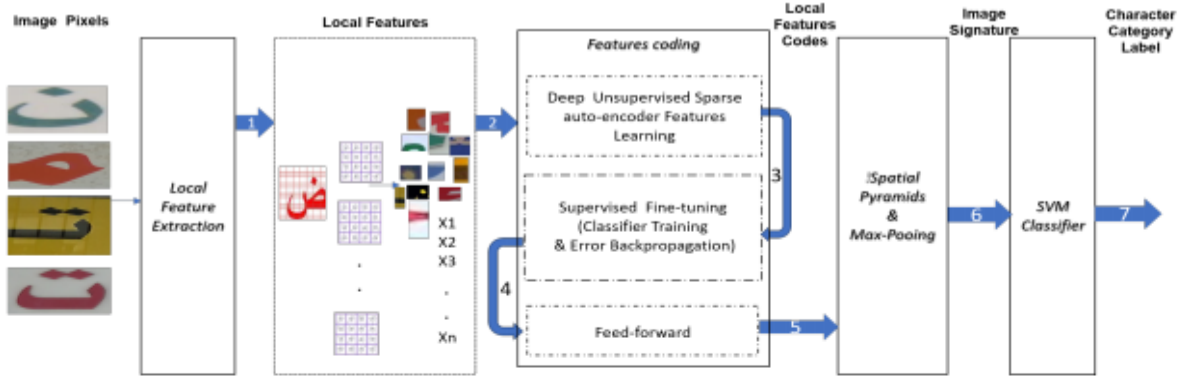 Image Pixels
Local Features
Local
Features
Codes
Image
Signature
Character
Category
Label
Local
Feature
Extraction
1
ض
X1
X2
X3
.
.
.
.
Xn
2
Features coding
Deep Unsupervised Sparse
auto-encoder Features
Learning
3
Supervised Fine-tuning
(Classifier Training
& Error Backpropagation)
4
Feed-forward
5
Spatial
Pyramids
&
Max-Pooing
6
SVM
Classifier
7